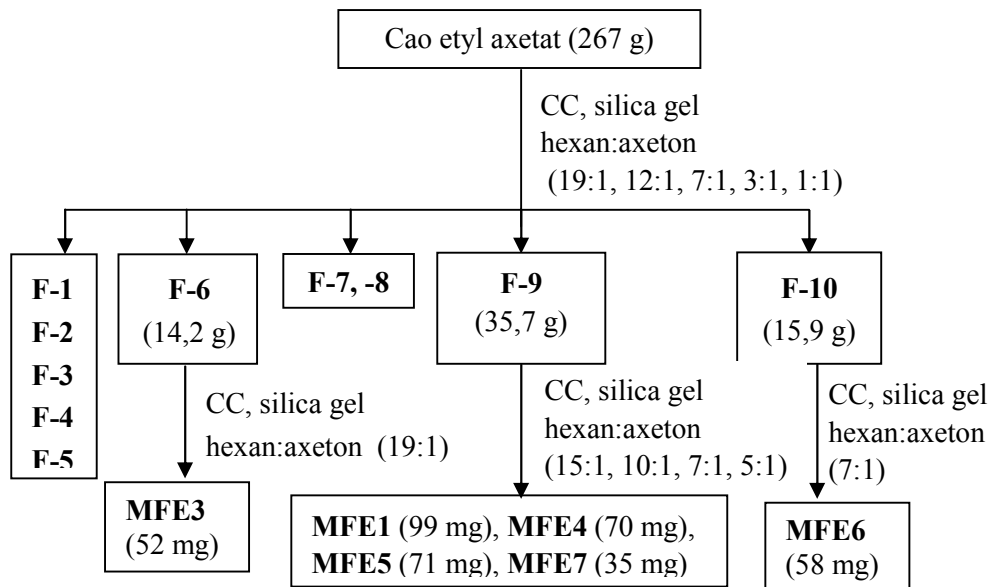 Cao etyl axetat (267 g)
CC, silica gel
hexan:axeton
(19:1, 12:1, 7:1, 3:1, 1:1)
F-1
F-2
F-3
F-4
F-5
F-6
(14,2 g)
F-7, -8
F-9
(35,7 g)
F-10
(15,9 g)
CC, silica gel
hexan:axeton (19:1)
CC, silica gel
hexan:axeton
(15:1, 10:1, 7:1, 5:1)
CC, silica gel
hexan:axeton
(7:1)
MFE3
(52 mg)
MFE1 (99 mg), MFE4 (70 mg),
MFE5 (71 mg) MFE7 (35 mg)
MFE6
(58 mg)